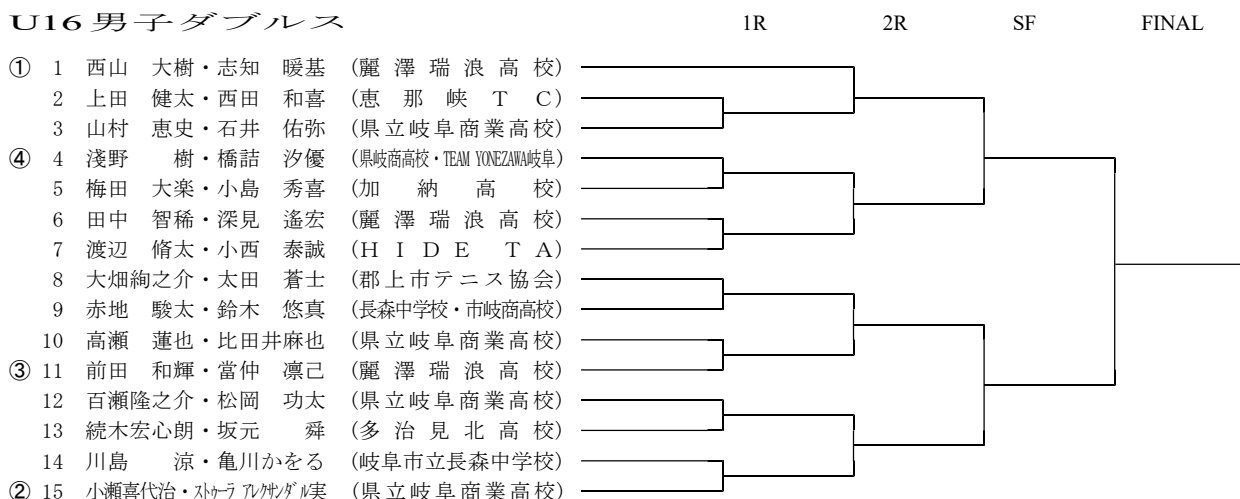 U16 男子ダブルス 1R 2R SF FINAL
① 1 西山 大樹・志知 暖基 (麗澤瑞浪高校)
2 上田 健太・西田 和喜 (恵那峡TC)
3 山村 恵史・石井 佑弥 (県立岐阜商業高校)
④ 4 淺野 樹・橋詰 汐優 (県岐商高校・TEAM YONEZAWA岐阜)
5 梅田 大楽・小島 秀喜 (加納高校)
6 田中 智稀・深見 遙宏 (麗澤瑞浪高校)
7 渡辺 脩太・小西 泰誠 (HIDE TA)
8 大畑絢之介・太田 蒼士 (郡上市テニス協会)
9 赤地 駿太・鈴木 悠真 (長森中学校・市岐商高校)
10 高瀬 蓮也・比田井麻也 (県立岐阜商業高校)
③ 11 前田 和輝・當仲 凛己 (麗澤瑞浪高校)
12 百瀬隆之介・松岡 功太 (県立岐阜商業高校)
13 続木宏心朗・坂元 舜 (多治見北高校)
14 川島 涼・亀川かをる (岐阜市立長森中学校)
② 15 小瀬喜代治・ストゥーラ アレクサンダル実 (県立岐阜商業高校)